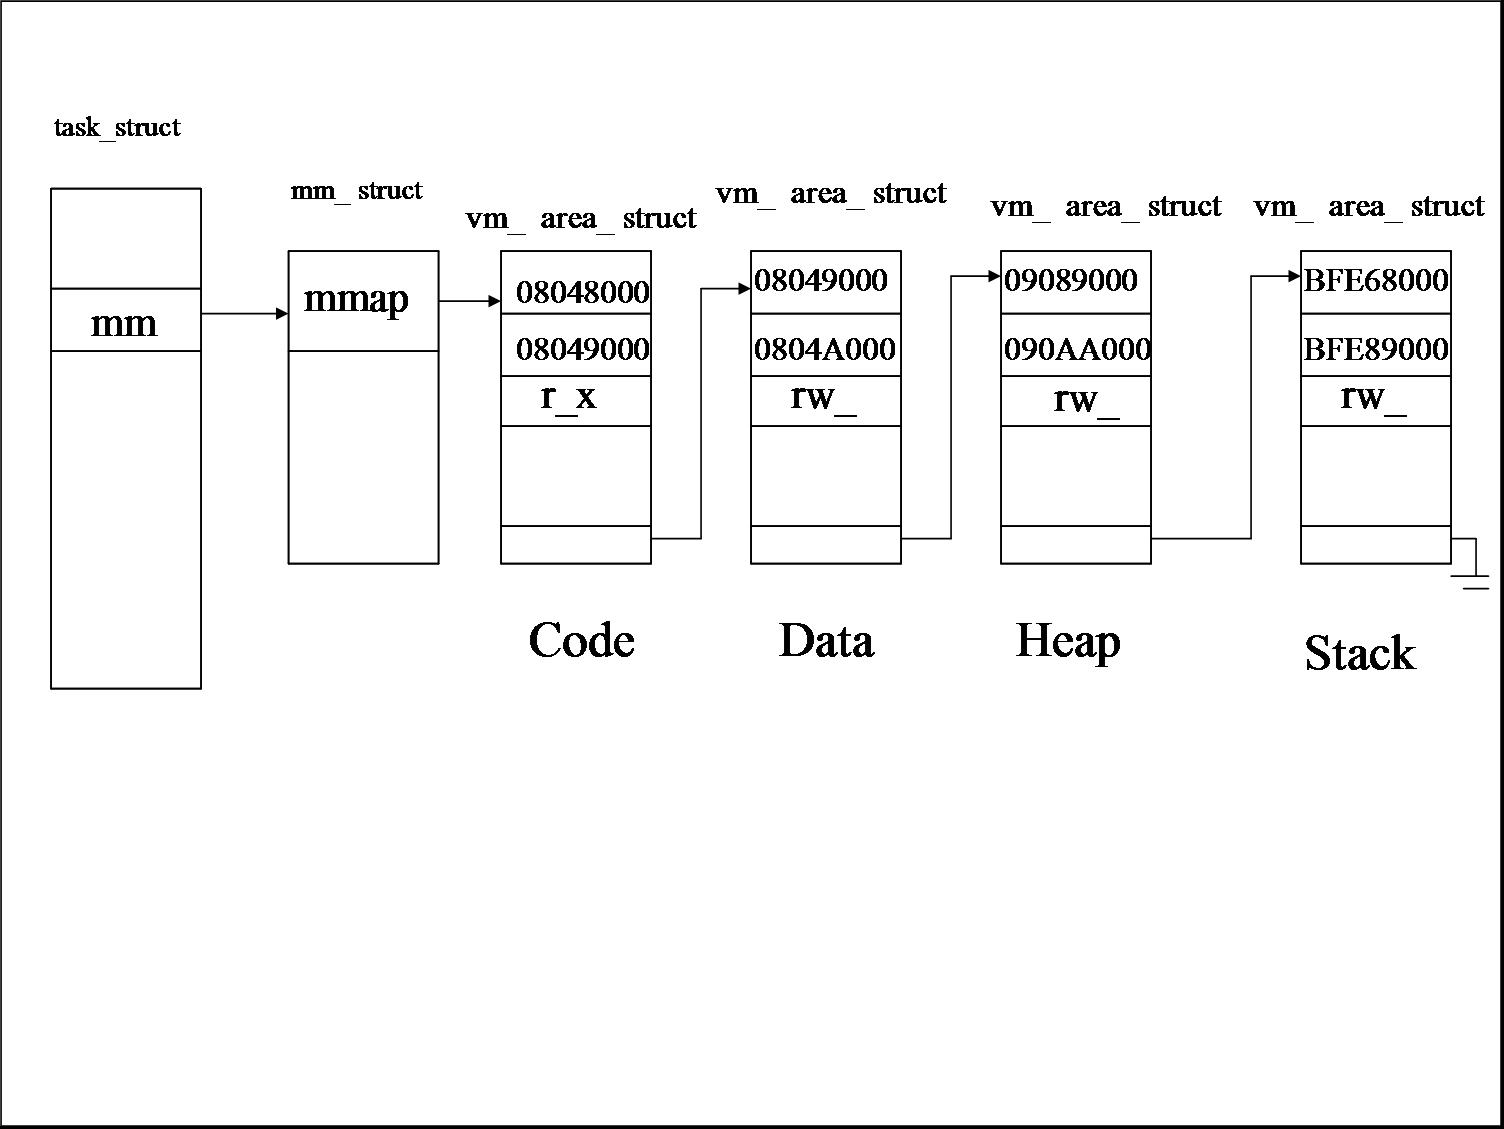 task_struct
mm
mm_ struct
mmap
vm_ area_ struct
08048000
08049000
r_x
Code
vm_ area_ struct
08049000
0804A000
rw_
Data
vm_ area_ struct
09089000
090AA000
rw_
Heap
vm_ area_ struct
BFE68000
BFE89000
rw_
Stack